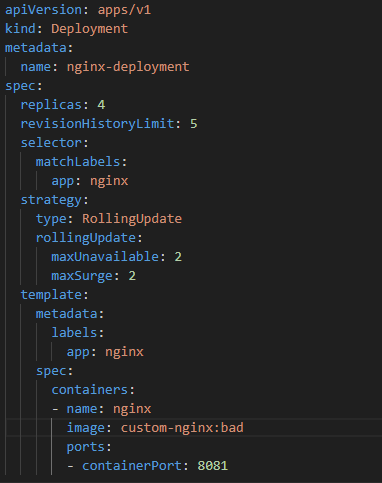 apiVersion: apps/v1
kind: Deployment
metadata:
  name: nginx-deployment
spec:
  replicas: 4
  revisionHistoryLimit: 5
  selector:
    matchLabels:
      app: nginx
  strategy:
    type: RollingUpdate
    rollingUpdate:
      maxUnavailable: 2
      maxSurge: 2
  template:
    metadata:
      labels:
        app: nginx
    spec:
      containers:
      - name: nginx
        image: custom-nginx:bad
        ports:
        - containerPort: 8081